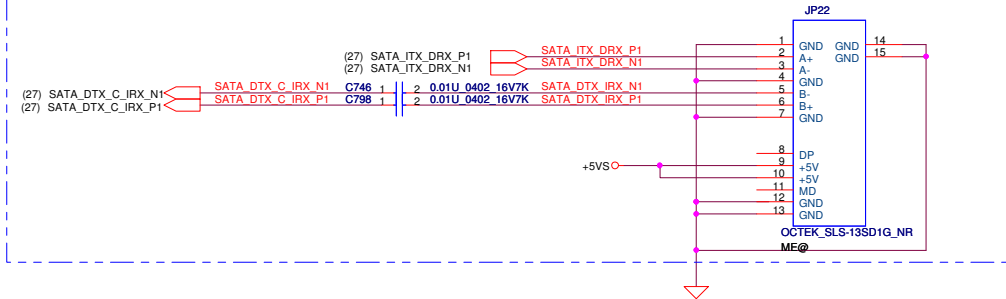 JP22
1 GND GND 14
(27) SATA_ITX_DRX_P1 SATA_ITX_DRX_P1 2 A+ GND 15
(27) SATA_ITX_DRX_N1 SATA_ITX_DRX_N1 3 A-
4 GND
(27) SATA_DTX_C_IRX_N1 SATA_DTX_C_IRX_N1 C746 1 2 0.01U_0402_16V7K SATA_DTX_IRX_N1 5 B-
(27) SATA_DTX_C_IRX_P1 SATA_DTX_C_IRX_P1 C798 1 2 0.01U_0402_16V7K SATA_DTX_IRX_P1 6 B+
7 GND
8 DP
+5VS 9 +5V
10 +5V
11 MD
12 GND
13 GND
OCTEK_SLS-13SD1G_NR
ME@